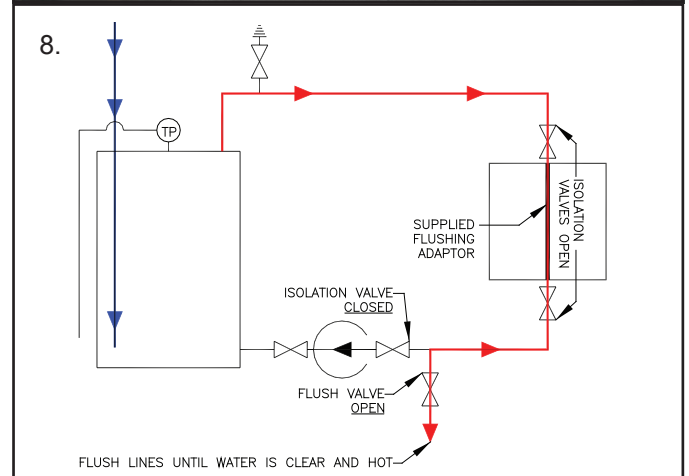 8.
TP
SUPPLIED
FLUSHING
ADAPTOR
ISOLATION
VALVES OPEN
ISOLATION VALVE
CLOSED
FLUSH VALVE
OPEN
FLUSH LINES UNTIL WATER IS CLEAR AND HOT